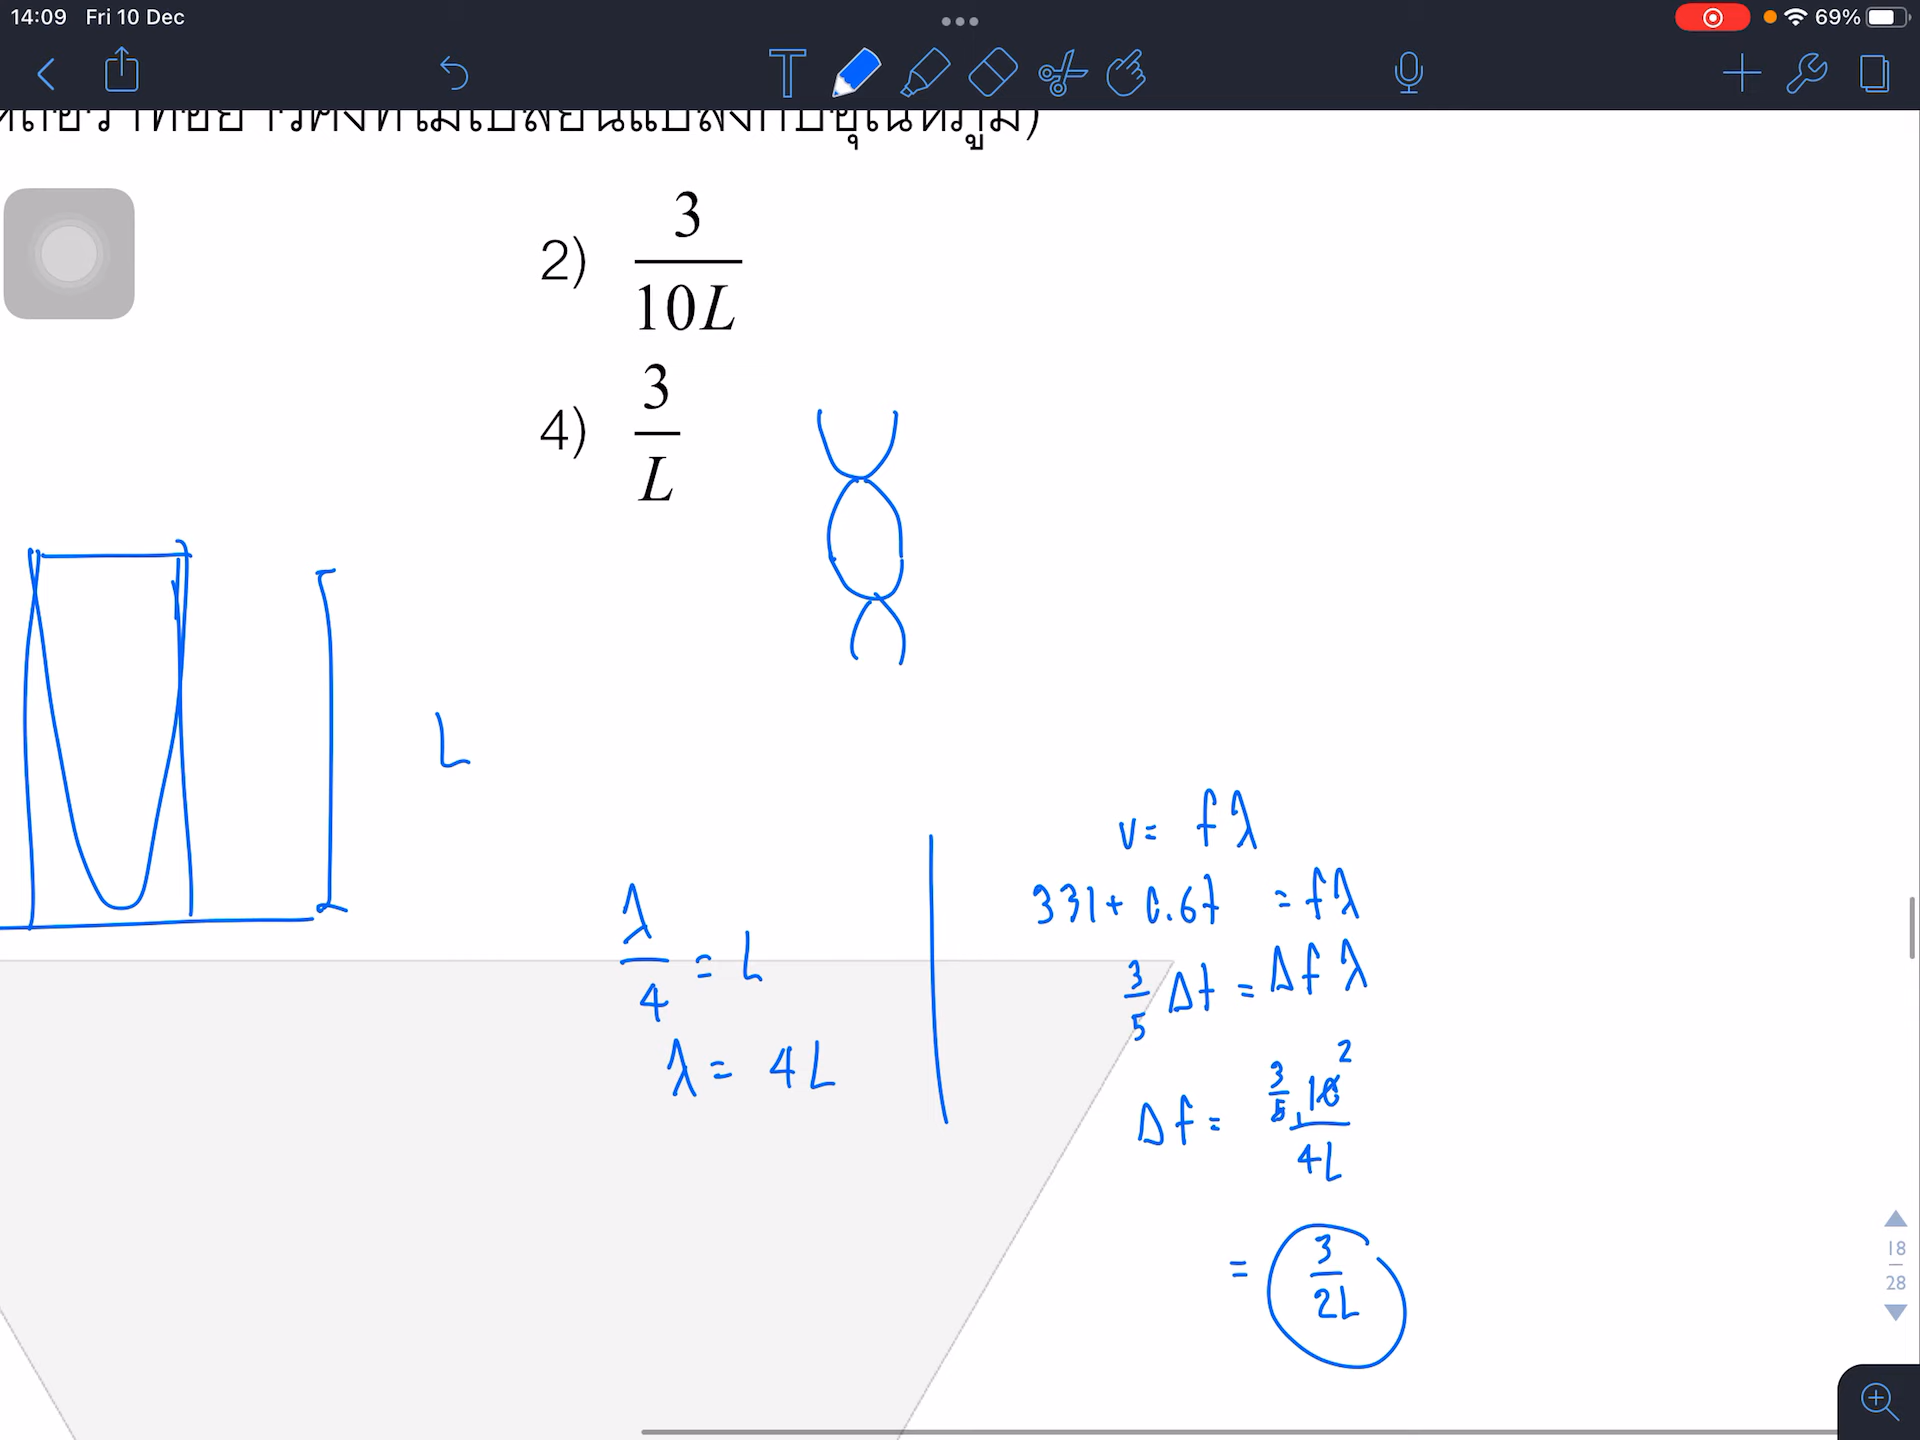 14:09 Fri 10 Dec 69%
2) 3/10L
4) 3/L
L
λ/4 = L
λ = 4L
v = fλ
331 + 0.6t = fλ
3/5 Δt = Δf λ
Δf = 3/5 · 10 / 4L
2
1
= 3/2L
18
28